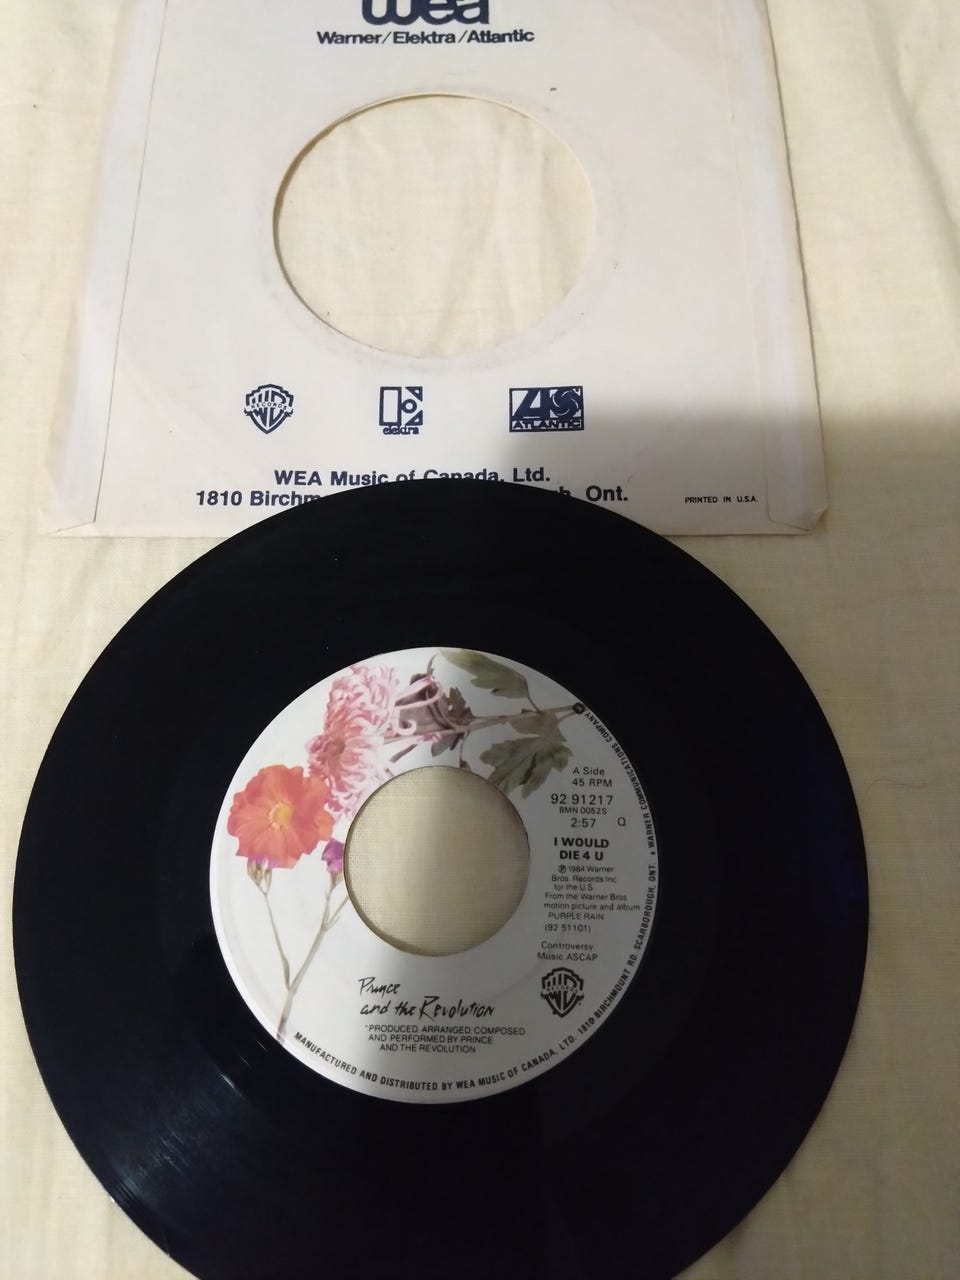 wea
Warner/Elektra/Atlantic
RECORDS
elektra
ATLANTIC
WEA Music of Canada, Ltd.
1810 Ont.
PRINTED IN U.S.A.
A Side
45 RPM
92 91217
BMN 0052S
2:57 Q
I WOULD
DIE 4 U
℗ 1984 Warner
Bros. Records Inc
for the U.S
From the Warner Bros
motion picture and album
PURPLE RAIN
(92 51101)
Controversy
Music ASCAP
RECORDS
Prince
and the Revolution
*PRODUCED, ARRANGED, COMPOSED
AND PERFORMED BY PRINCE
AND THE REVOLUTION
MANUFACTURED AND DISTRIBUTED BY WEA MUSIC OF CANADA, LTD. 1810 BIRCHMOUNT RD. SCARBOROUGH, ONT. a WARNER COMMUNICATIONS COMPANY